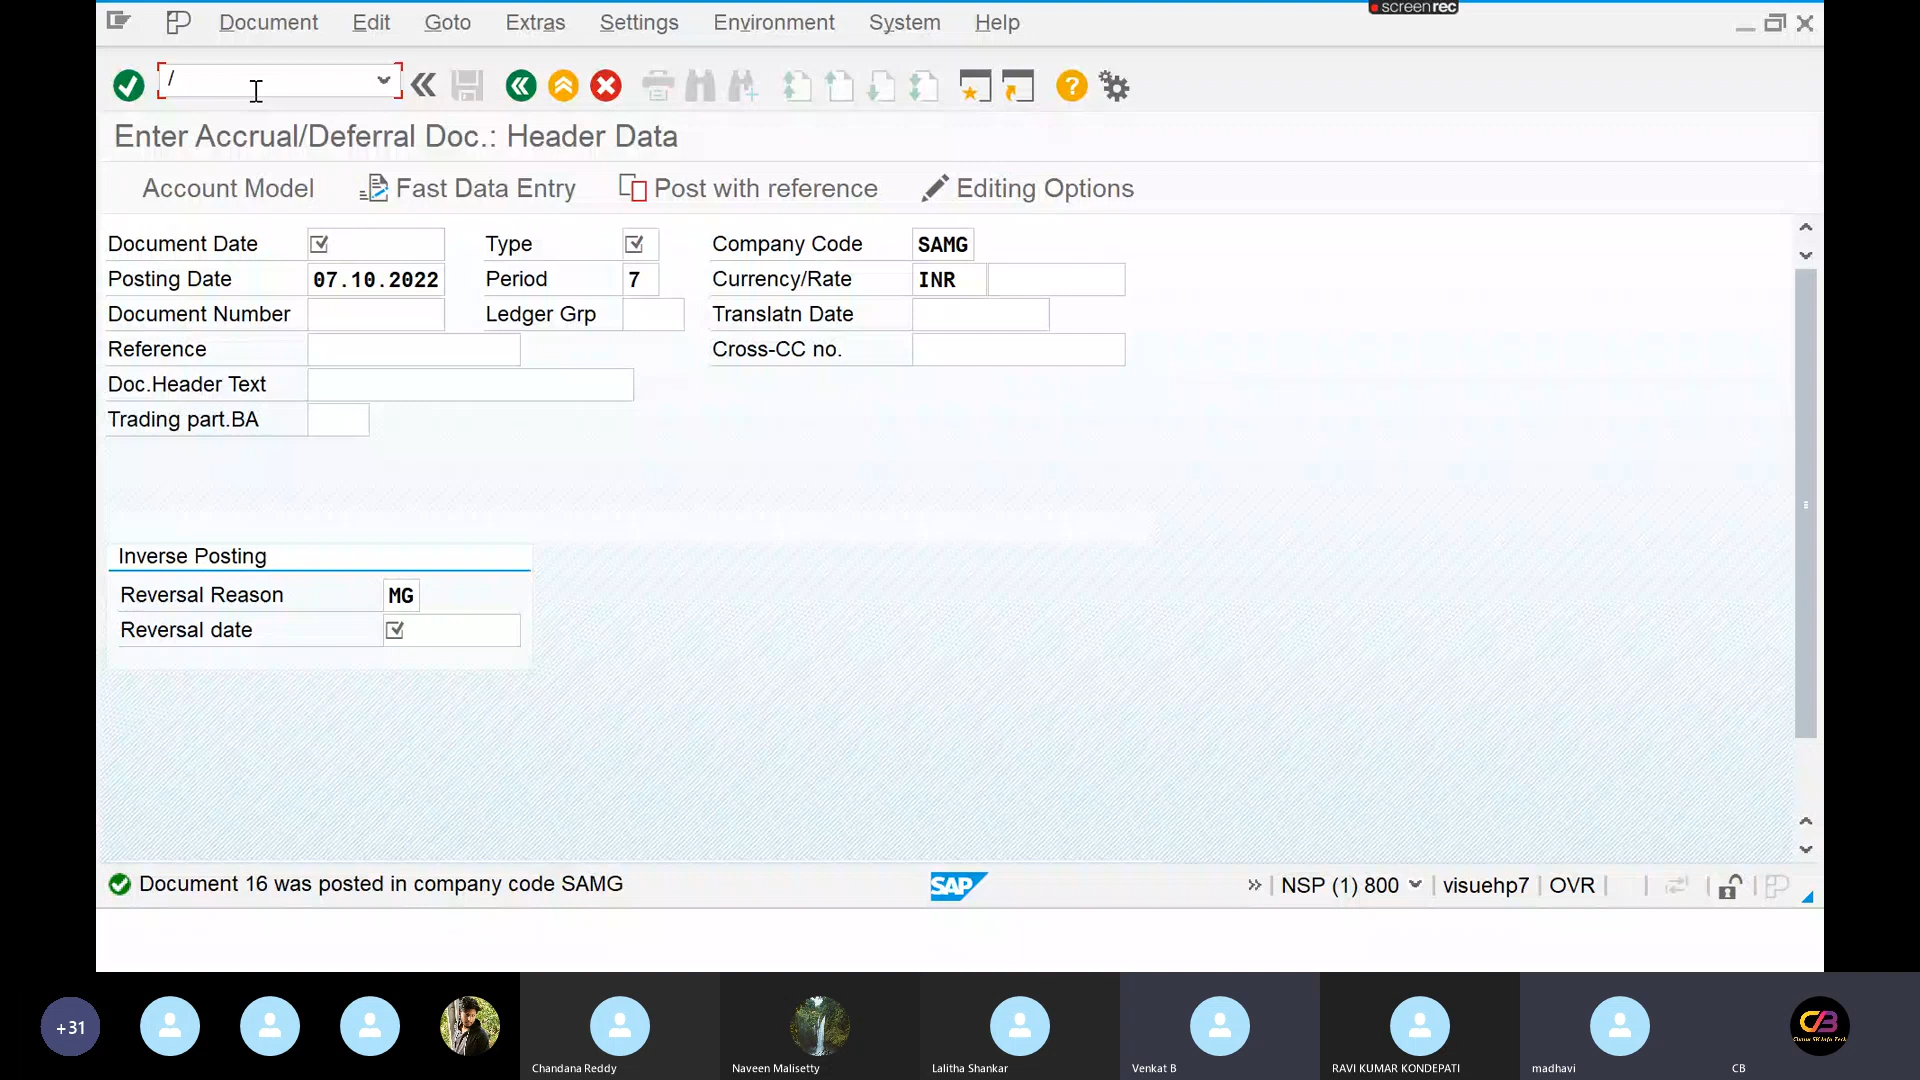 screenrec
Document Edit Goto Extras Settings Environment System Help
/
Enter Accrual/Deferral Doc.: Header Data
Account Model Fast Data Entry Post with reference Editing Options
Document Date Type Company Code SAMG
Posting Date 07.10.2022 Period 7 Currency/Rate INR
Document Number Ledger Grp Translatn Date
Reference Cross-CC no.
Doc.Header Text
Trading part.BA
Inverse Posting
Reversal Reason MG
Reversal date
Document 16 was posted in company code SAMG SAP NSP (1) 800 visuehp7 OVR
+31
CB
Chandana Reddy Naveen Malisetty Lalitha Shankar Venkat B RAVI KUMAR KONDEPATI madhavi CB